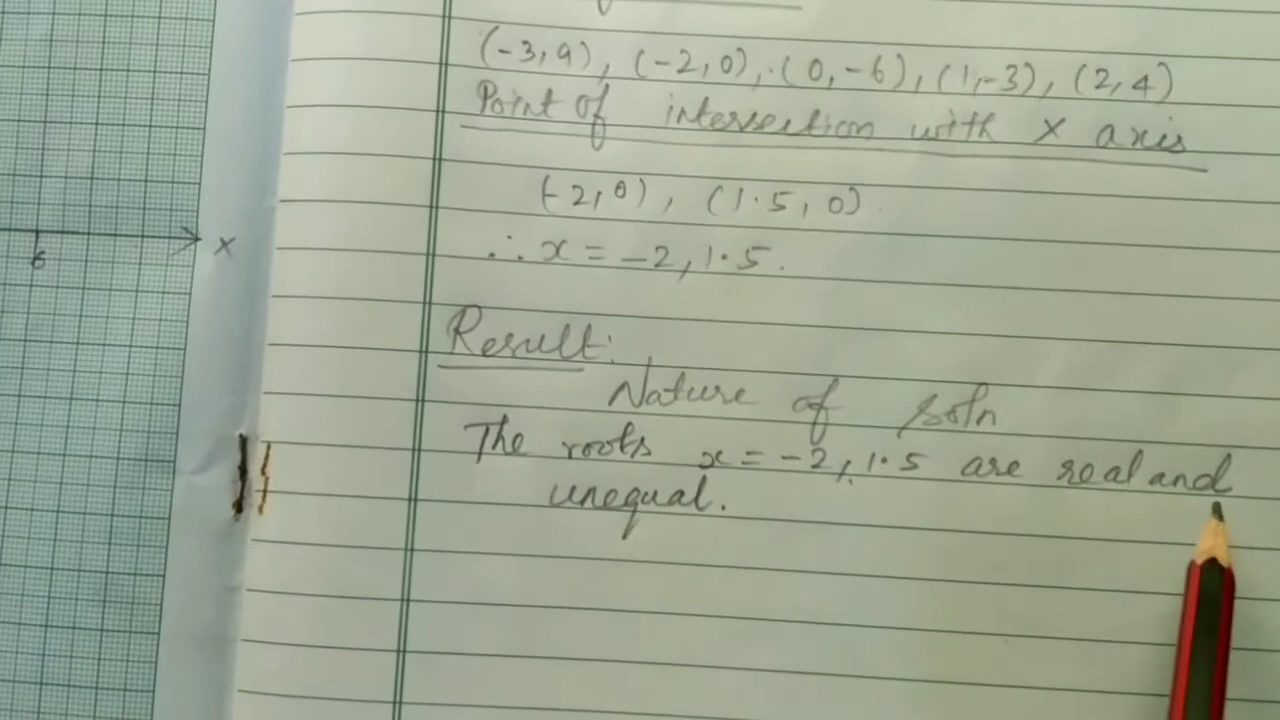 (-3,9), (-2,0), (0,-6), (1,-3), (2,4)
Point of intersection with X axis
(-2,0), (1.5,0)
∴ x = -2, 1.5.
Result:
Nature of Soln
The roots x = -2, 1.5 are real and
unequal.
x
6